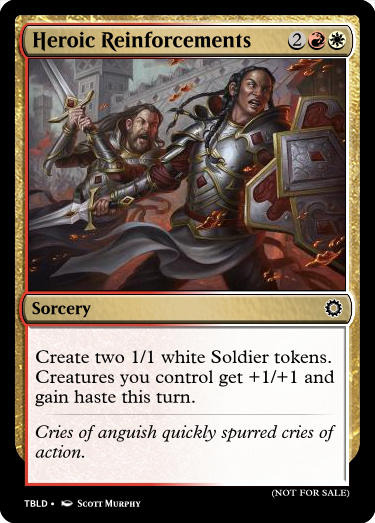 Heroic Reinforcements 2
Sorcery
Create two 1/1 white Soldier tokens.
Creatures you control get +1/+1 and
gain haste this turn.
Cries of anguish quickly spurred cries of
action.
(NOT FOR SALE)
TBLD • Scott Murphy